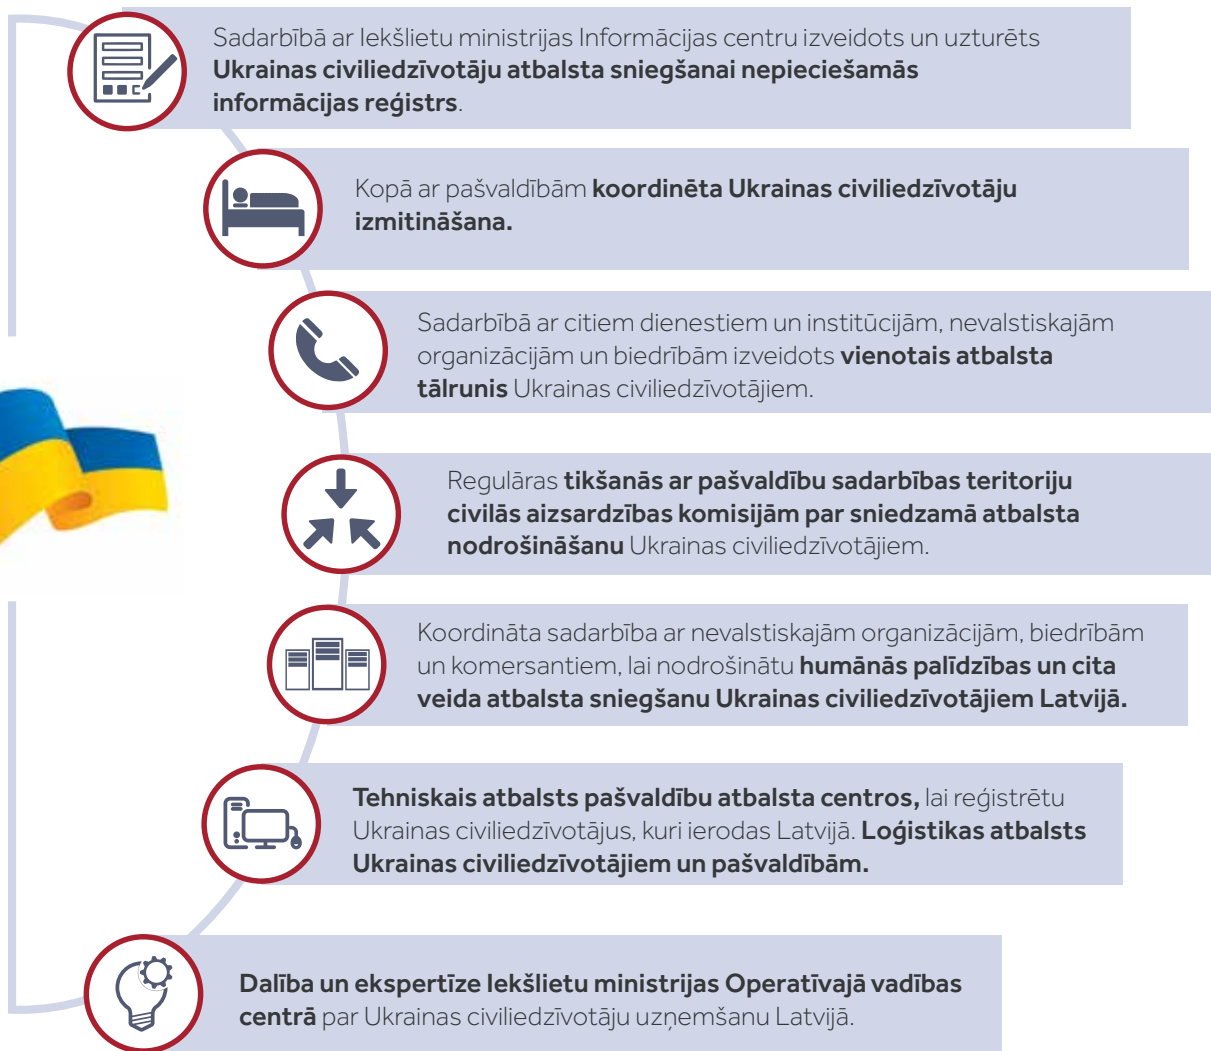 Sadarbībā ar Iekšlietu ministrijas Informācijas centru izveidots un uzturēts
Ukrainas civiliedzīvotāju atbalsta sniegšanai nepieciešamās
informācijas reģistrs.
Kopā ar pašvaldībām koordinēta Ukrainas civiliedzīvotāju
izmitināšana.
Sadarbībā ar citiem dienestiem un institūcijām, nevalstiskajām
organizācijām un biedrībām izveidots vienotais atbalsta
tālrunis Ukrainas civiliedzīvotājiem.
Regulāras tikšanās ar pašvaldību sadarbības teritoriju
civilās aizsardzības komisijām par sniedzamā atbalsta
nodrošināšanu Ukrainas civiliedzīvotājiem.
Koordināta sadarbība ar nevalstiskajām organizācijām, biedrībām
un komersantiem, lai nodrošinātu humānās palīdzības un cita
veida atbalsta sniegšanu Ukrainas civiliedzīvotājiem Latvijā.
Tehniskais atbalsts pašvaldību atbalsta centros, lai reģistrētu
Ukrainas civiliedzīvotājus, kuri ierodas Latvijā. Loģistikas atbalsts
Ukrainas civiliedzīvotājiem un pašvaldībām.
Dalība un ekspertīze Iekšlietu ministrijas Operatīvajā vadības
centrā par Ukrainas civiliedzīvotāju uzņemšanu Latvijā.